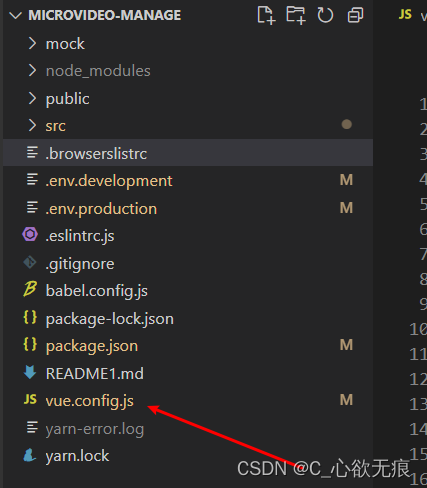 MICROVIDEO-MANAGE
mock
node_modules
public
src
.browserslistrc
.env.development M
.env.production M
.eslintrc.js
.gitignore
babel.config.js
{} package-lock.json
{} package.json M
README1.md
JS vue.config.js M
yarn-error.log
yarn.lock
JS v
1
2
3
4
5
6
7
8
9
10
11
12
13
14
15
16
CSDN @C_心欲无痕